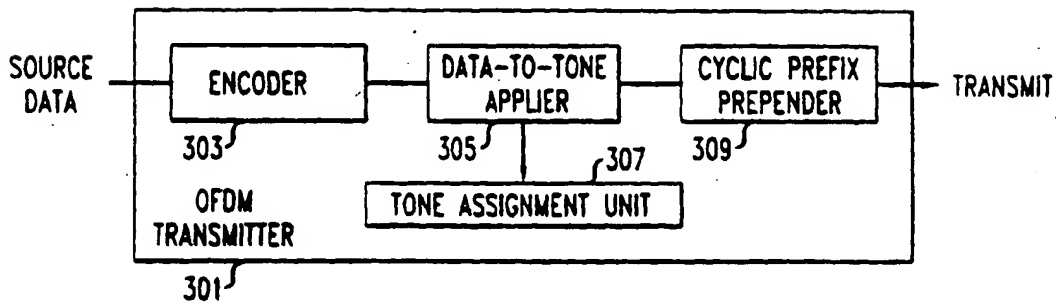 SOURCE
DATA
ENCODER
303
DATA-TO-TONE
APPLIER
305
CYCLIC PREFIX
PREPENDER
309
TRANSMIT
307
TONE ASSIGNMENT UNIT
OFDM
TRANSMITTER
301